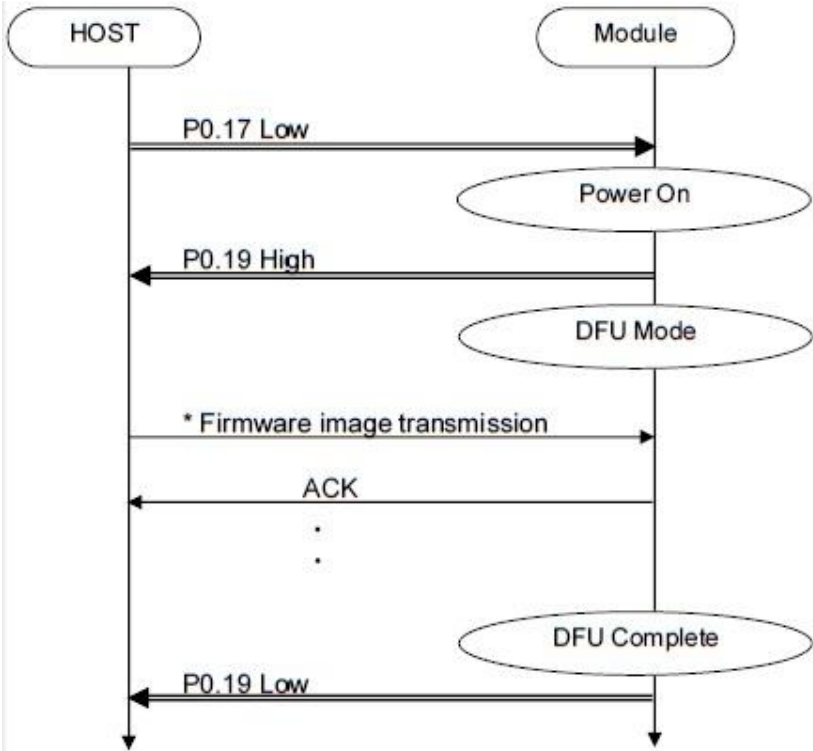 HOST
Module
P0.17 Low
Power On
P0.19 High
DFU Mode
* Firmware image transmission
ACK
.
.
DFU Complete
P0.19 Low